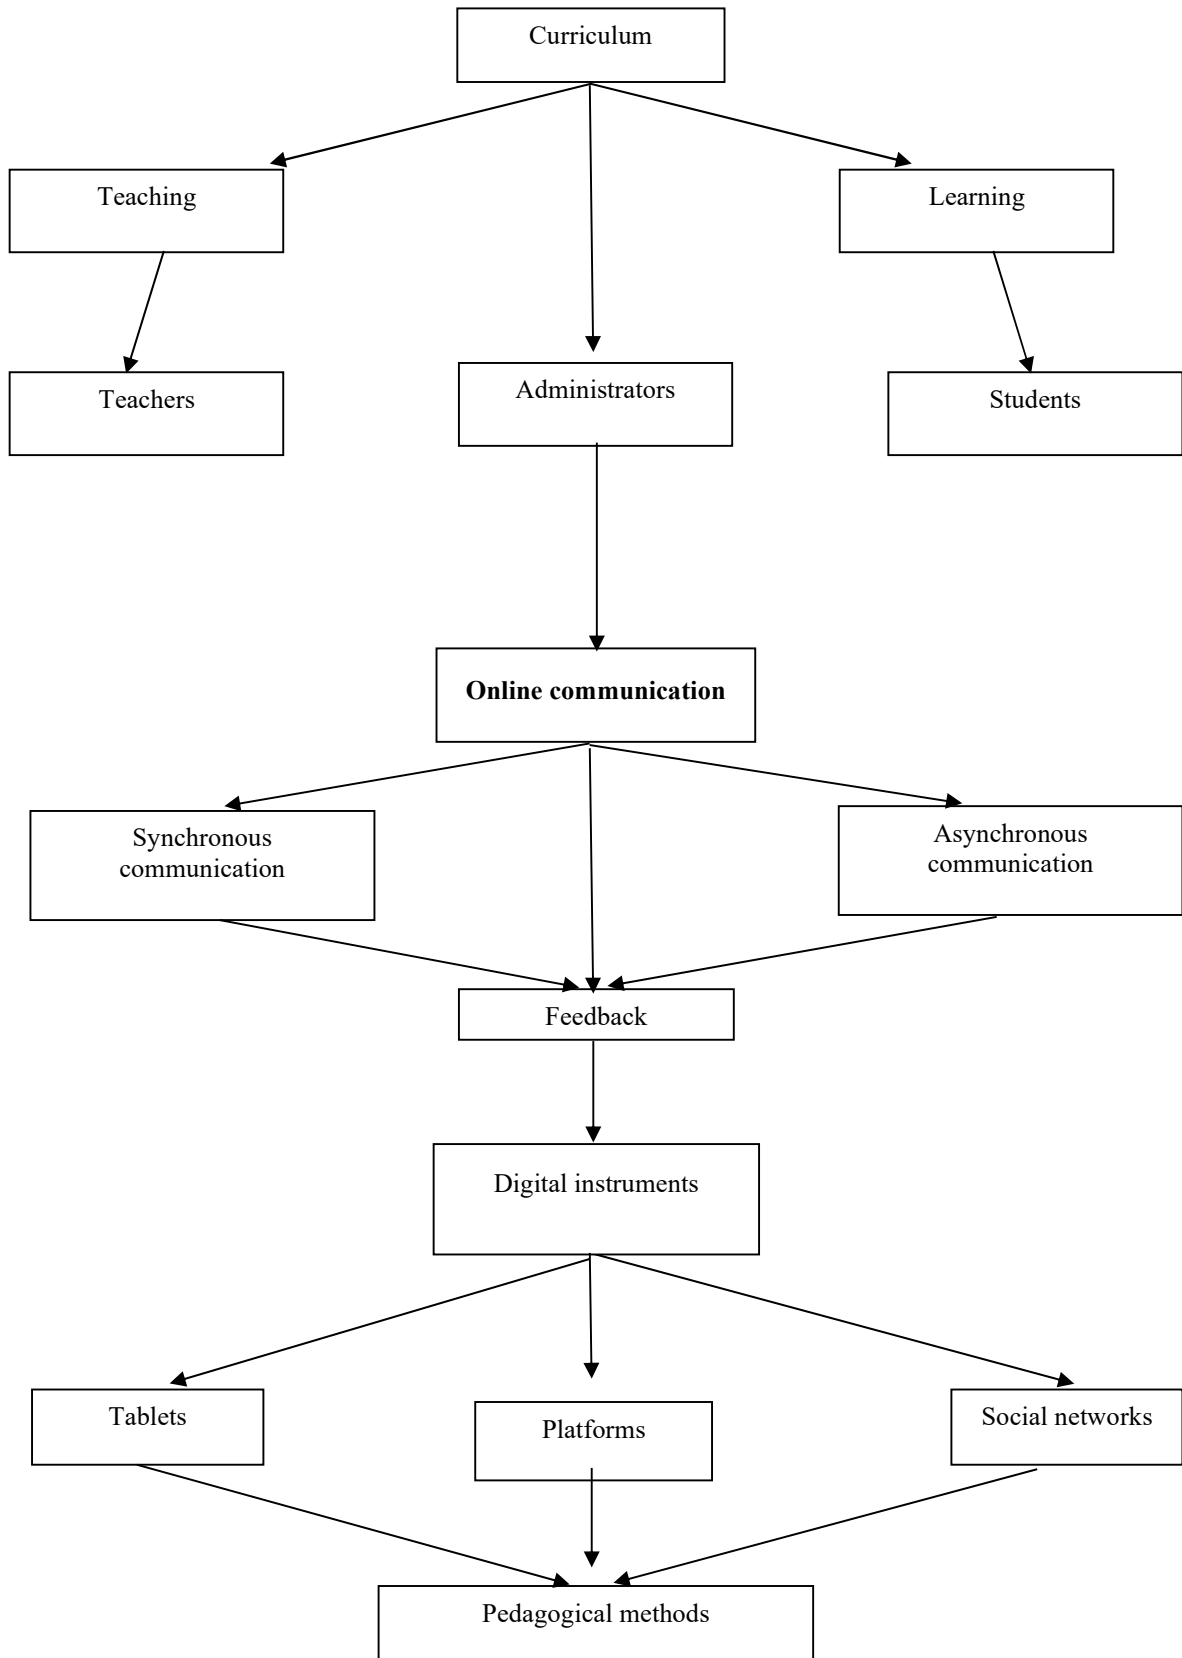 Curriculum
Teaching
Learning
Teachers
Administrators
Students
Online communication
Synchronous
communication
Asynchronous
communication
Feedback
Digital instruments
Tablets
Platforms
Social networks
Pedagogical methods